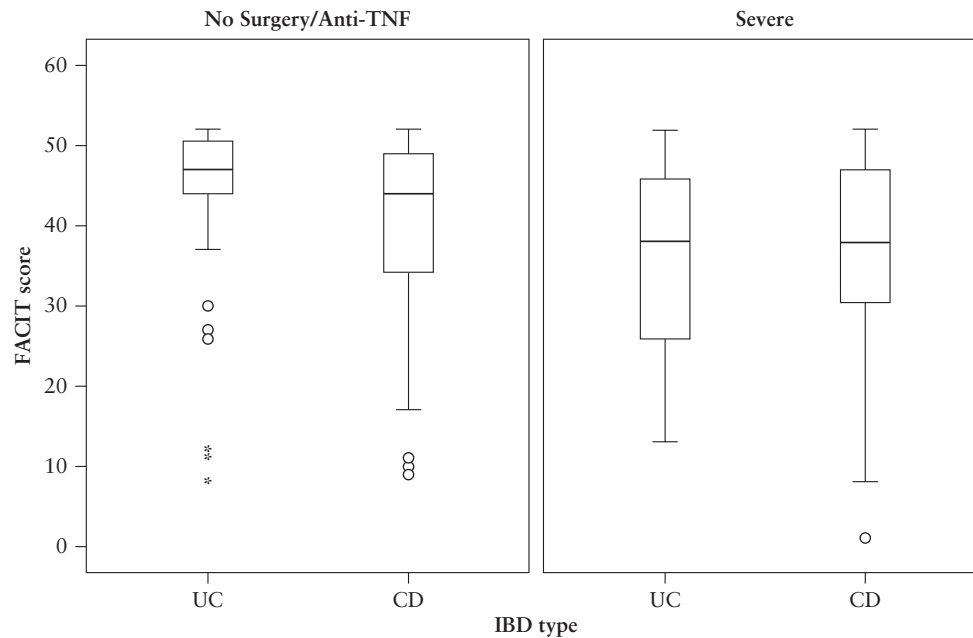 No Surgery/Anti-TNF
Severe
FACIT score
60
50
40
30
20
10
0
UC
CD
UC
CD
IBD type